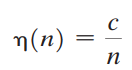 η(n) = c/n